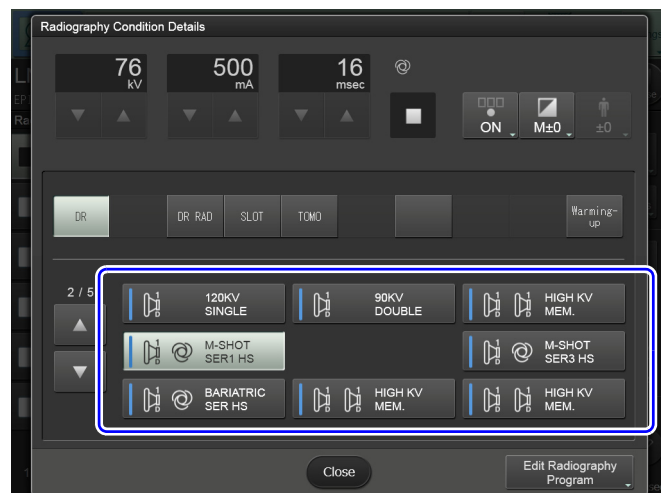 Radiography Condition Details
76
kV
500
mA
16
msec
ON
M±0
±0
DR
DR RAD
SLOT
TOMO
Warming-
up
2 / 5
120KV
SINGLE
90KV
DOUBLE
HIGH KV
MEM.
M-SHOT
SER1 HS
M-SHOT
SER3 HS
BARIATRIC
SER HS
HIGH KV
MEM.
HIGH KV
MEM.
Close
Edit Radiography
Program